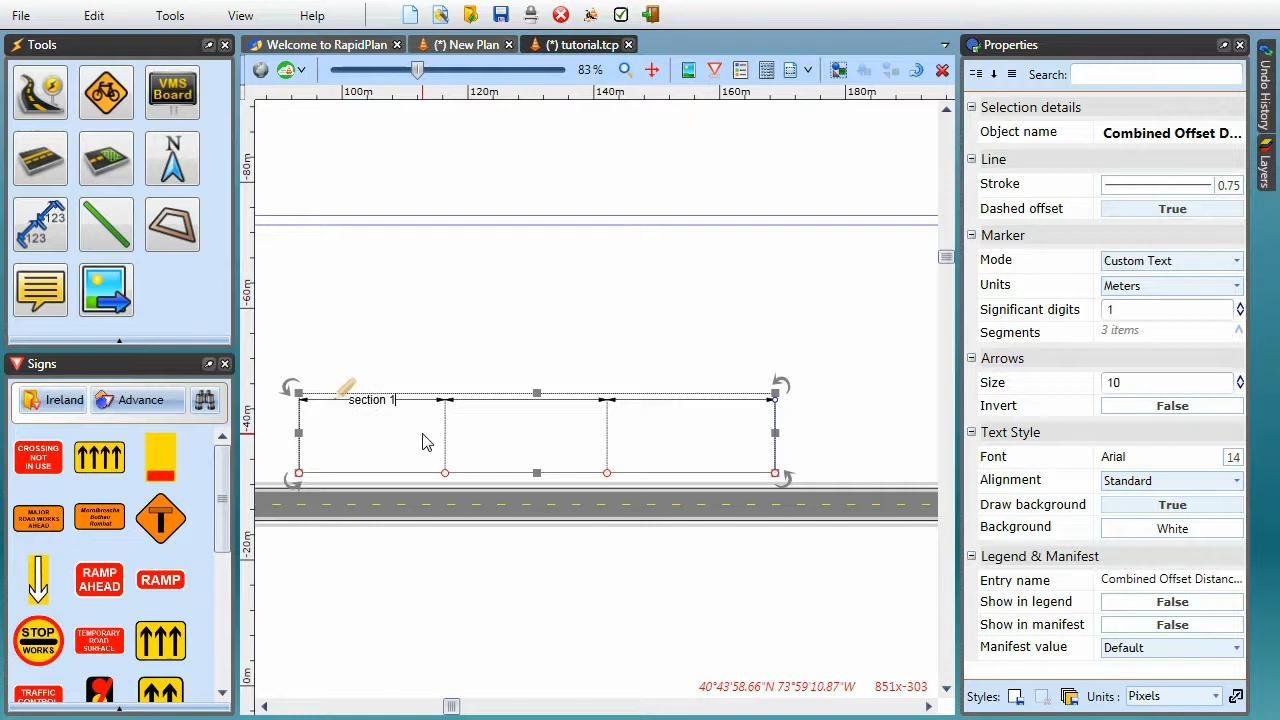 File Edit Tools View Help
Tools
VMS Board
N
123
123
Signs
Ireland Advance
CROSSING NOT IN USE
MAJOR ROAD WORKS AHEAD
RAMP AHEAD
RAMP
STOP WORKS
TEMPORARY ROAD SURFACE
TRAFFIC
Welcome to RapidPlan (*) New Plan (*) tutorial.tcp
83 %
100m 120m 140m 160m 180m
-80m
-60m
-40m
-20m
0m
section 1
40°43'58.66"N 73°59'10.87"W 851x-303
Properties
Search:
Selection details
Object name Combined Offset D...
Line
Stroke 0.75
Dashed offset True
Marker
Mode Custom Text
Units Meters
Significant digits 1
Segments 3 items
Arrows
Size 10
Invert False
Text Style
Font Arial 14
Alignment Standard
Draw background True
Background White
Legend & Manifest
Entry name Combined Offset Distanc...
Show in legend False
Show in manifest False
Manifest value Default
Styles: Units : Pixels
Undo History
Layers